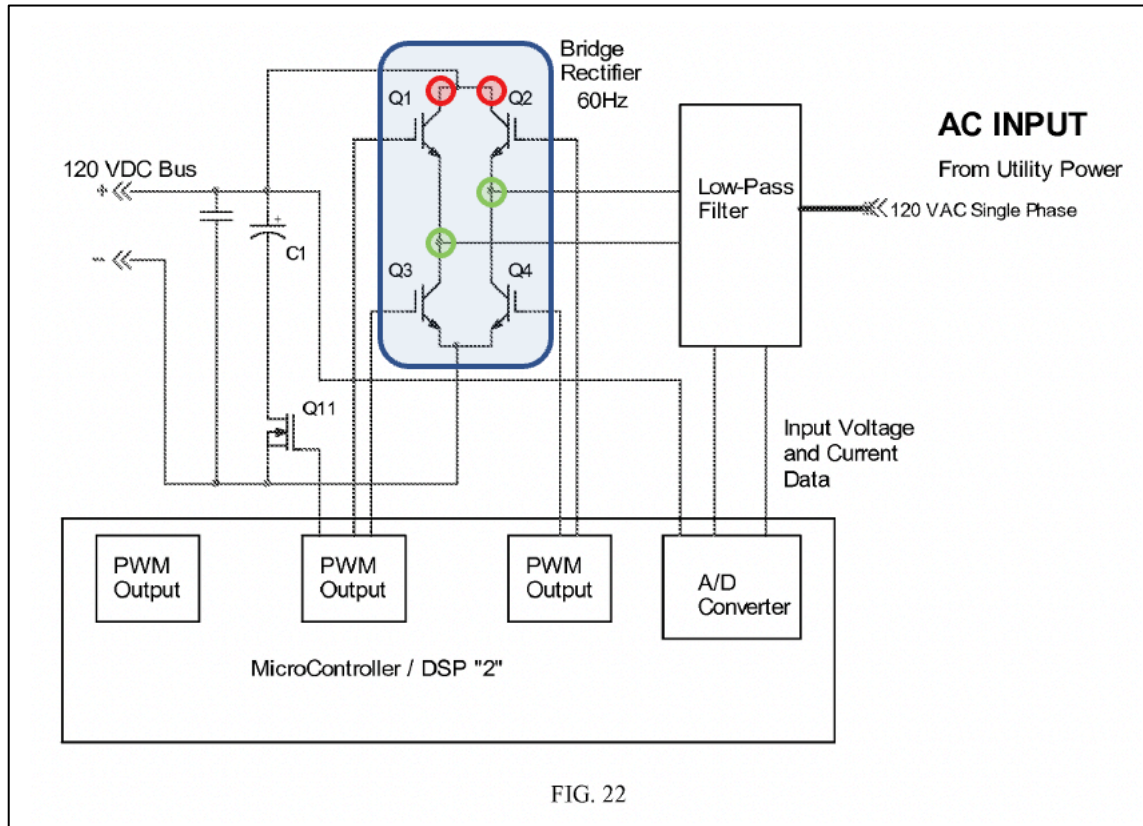 Bridge
Rectifier
60Hz
Q1
Q2
AC INPUT
From Utility Power
120 VDC Bus
+
Low-Pass
Filter
120 VAC Single Phase
+
C1
-
Q3
Q4
Q11
Input Voltage
and Current
Data
PWM
Output
PWM
Output
PWM
Output
A/D
Converter
MicroController / DSP "2"
FIG. 22